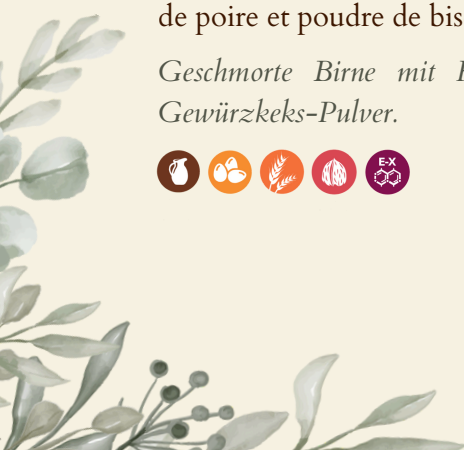 de poire et poudre de bis
Geschmorte Birne mit
Gewürzkeks-Pulver.
E-X